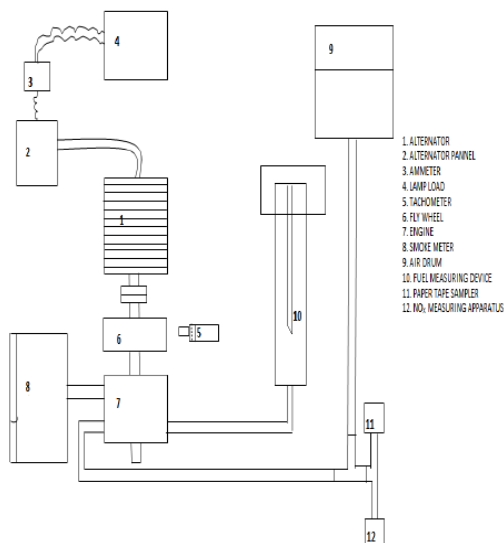 4
9
3
2
1
10
6
5
8
7
11
12
1. ALTERNATOR
2. ALTERNATOR PANNEL
3. AMMETER
4. LAMP LOAD
5. TACHOMETER
6. FLY WHEEL
7. ENGINE
8. SMOKE METER
9. AIR DRUM
10. FUEL MEASURING DEVICE
11. PAPER TAPE SAMPLER
12. NOₓ MEASURING APPARATUS